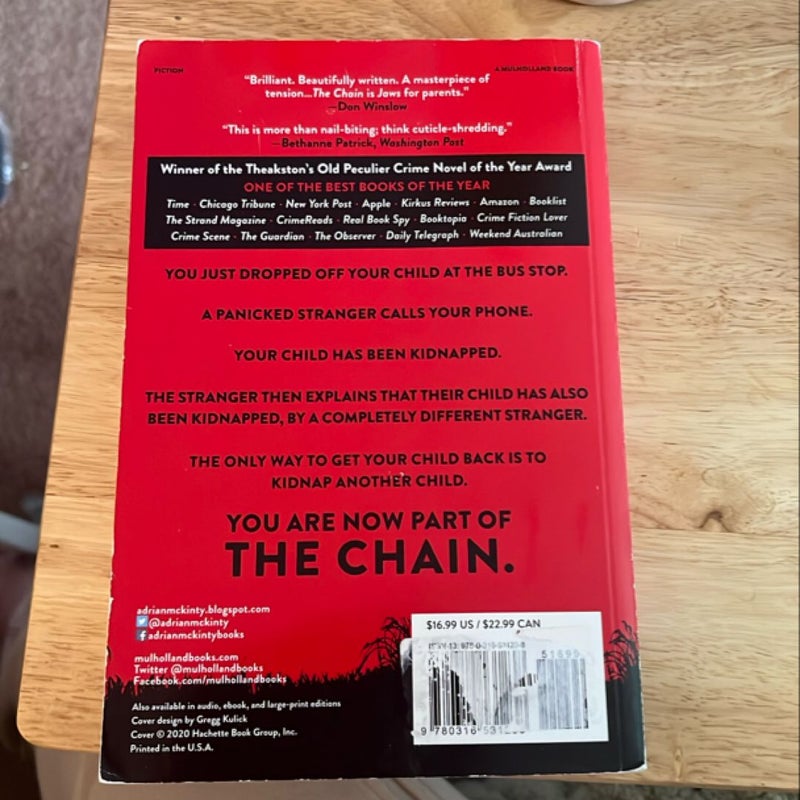 FICTION
A MULHOLLAND BOOK
"Brilliant. Beautifully written. A masterpiece of
tension...The Chain is Jaws for parents."
—Don Winslow
"This is more than nail-biting; think cuticle-shredding."
—Bethanne Patrick, Washington Post
Winner of the Theakston's Old Peculier Crime Novel of the Year Award
ONE OF THE BEST BOOKS OF THE YEAR
Time · Chicago Tribune · New York Post · Apple · Kirkus Reviews · Amazon · Booklist
The Strand Magazine · CrimeReads · Real Book Spy · Booktopia · Crime Fiction Lover
Crime Scene · The Guardian · The Observer · Daily Telegraph · Weekend Australian
YOU JUST DROPPED OFF YOUR CHILD AT THE BUS STOP.
A PANICKED STRANGER CALLS YOUR PHONE.
YOUR CHILD HAS BEEN KIDNAPPED.
THE STRANGER THEN EXPLAINS THAT THEIR CHILD HAS ALSO
BEEN KIDNAPPED, BY A COMPLETELY DIFFERENT STRANGER.
THE ONLY WAY TO GET YOUR CHILD BACK IS TO
KIDNAP ANOTHER CHILD.
YOU ARE NOW PART OF
THE CHAIN.
adrianmckinty.blogspot.com
@adrianmckinty
adrianmckintybooks
mulhollandbooks.com
Twitter @mulhollandbooks
Facebook.com/mulhollandbooks
Also available in audio, ebook, and large-print editions
Cover design by Gregg Kulick
Cover © 2020 Hachette Book Group, Inc.
Printed in the U.S.A.
$16.99 US / $22.99 CAN
51699
9 780316